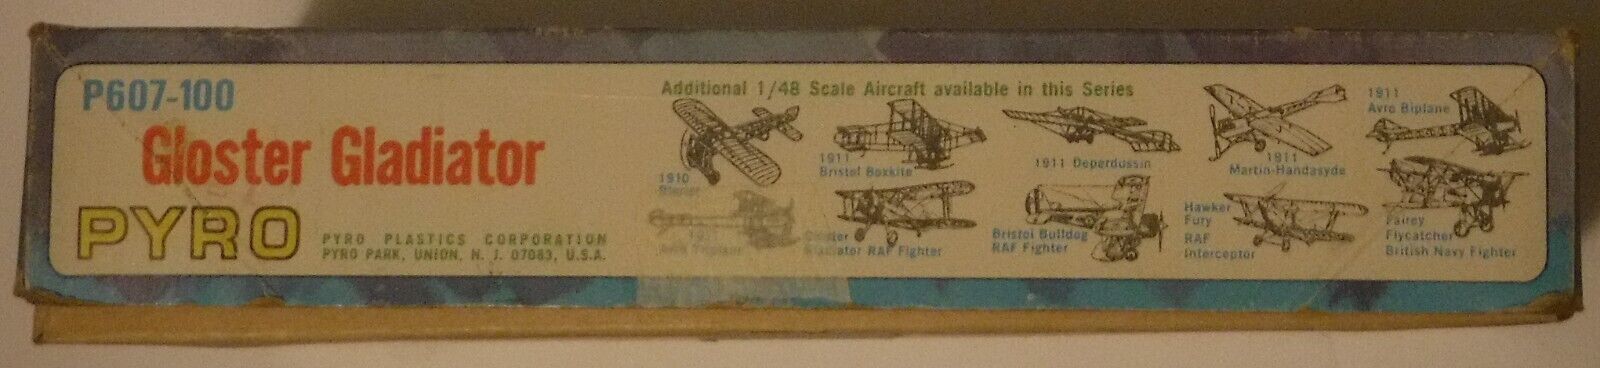 P607-100
Gloster Gladiator
PYRO
PYRO PLASTICS CORPORATION
PYRO PARK, UNION, N. J. 07083, U.S.A.
Additional 1/48 Scale Aircraft available in this Series
1910
1911
Bristol Boxkite
1911 Deperdussin
1911
Martin-Handasyde
1911
Avro Biplane
RAF Fighter
Bristol Bulldog
RAF Fighter
Hawker
Fury
RAF
Interceptor
Fairey
Flycatcher
British Navy Fighter